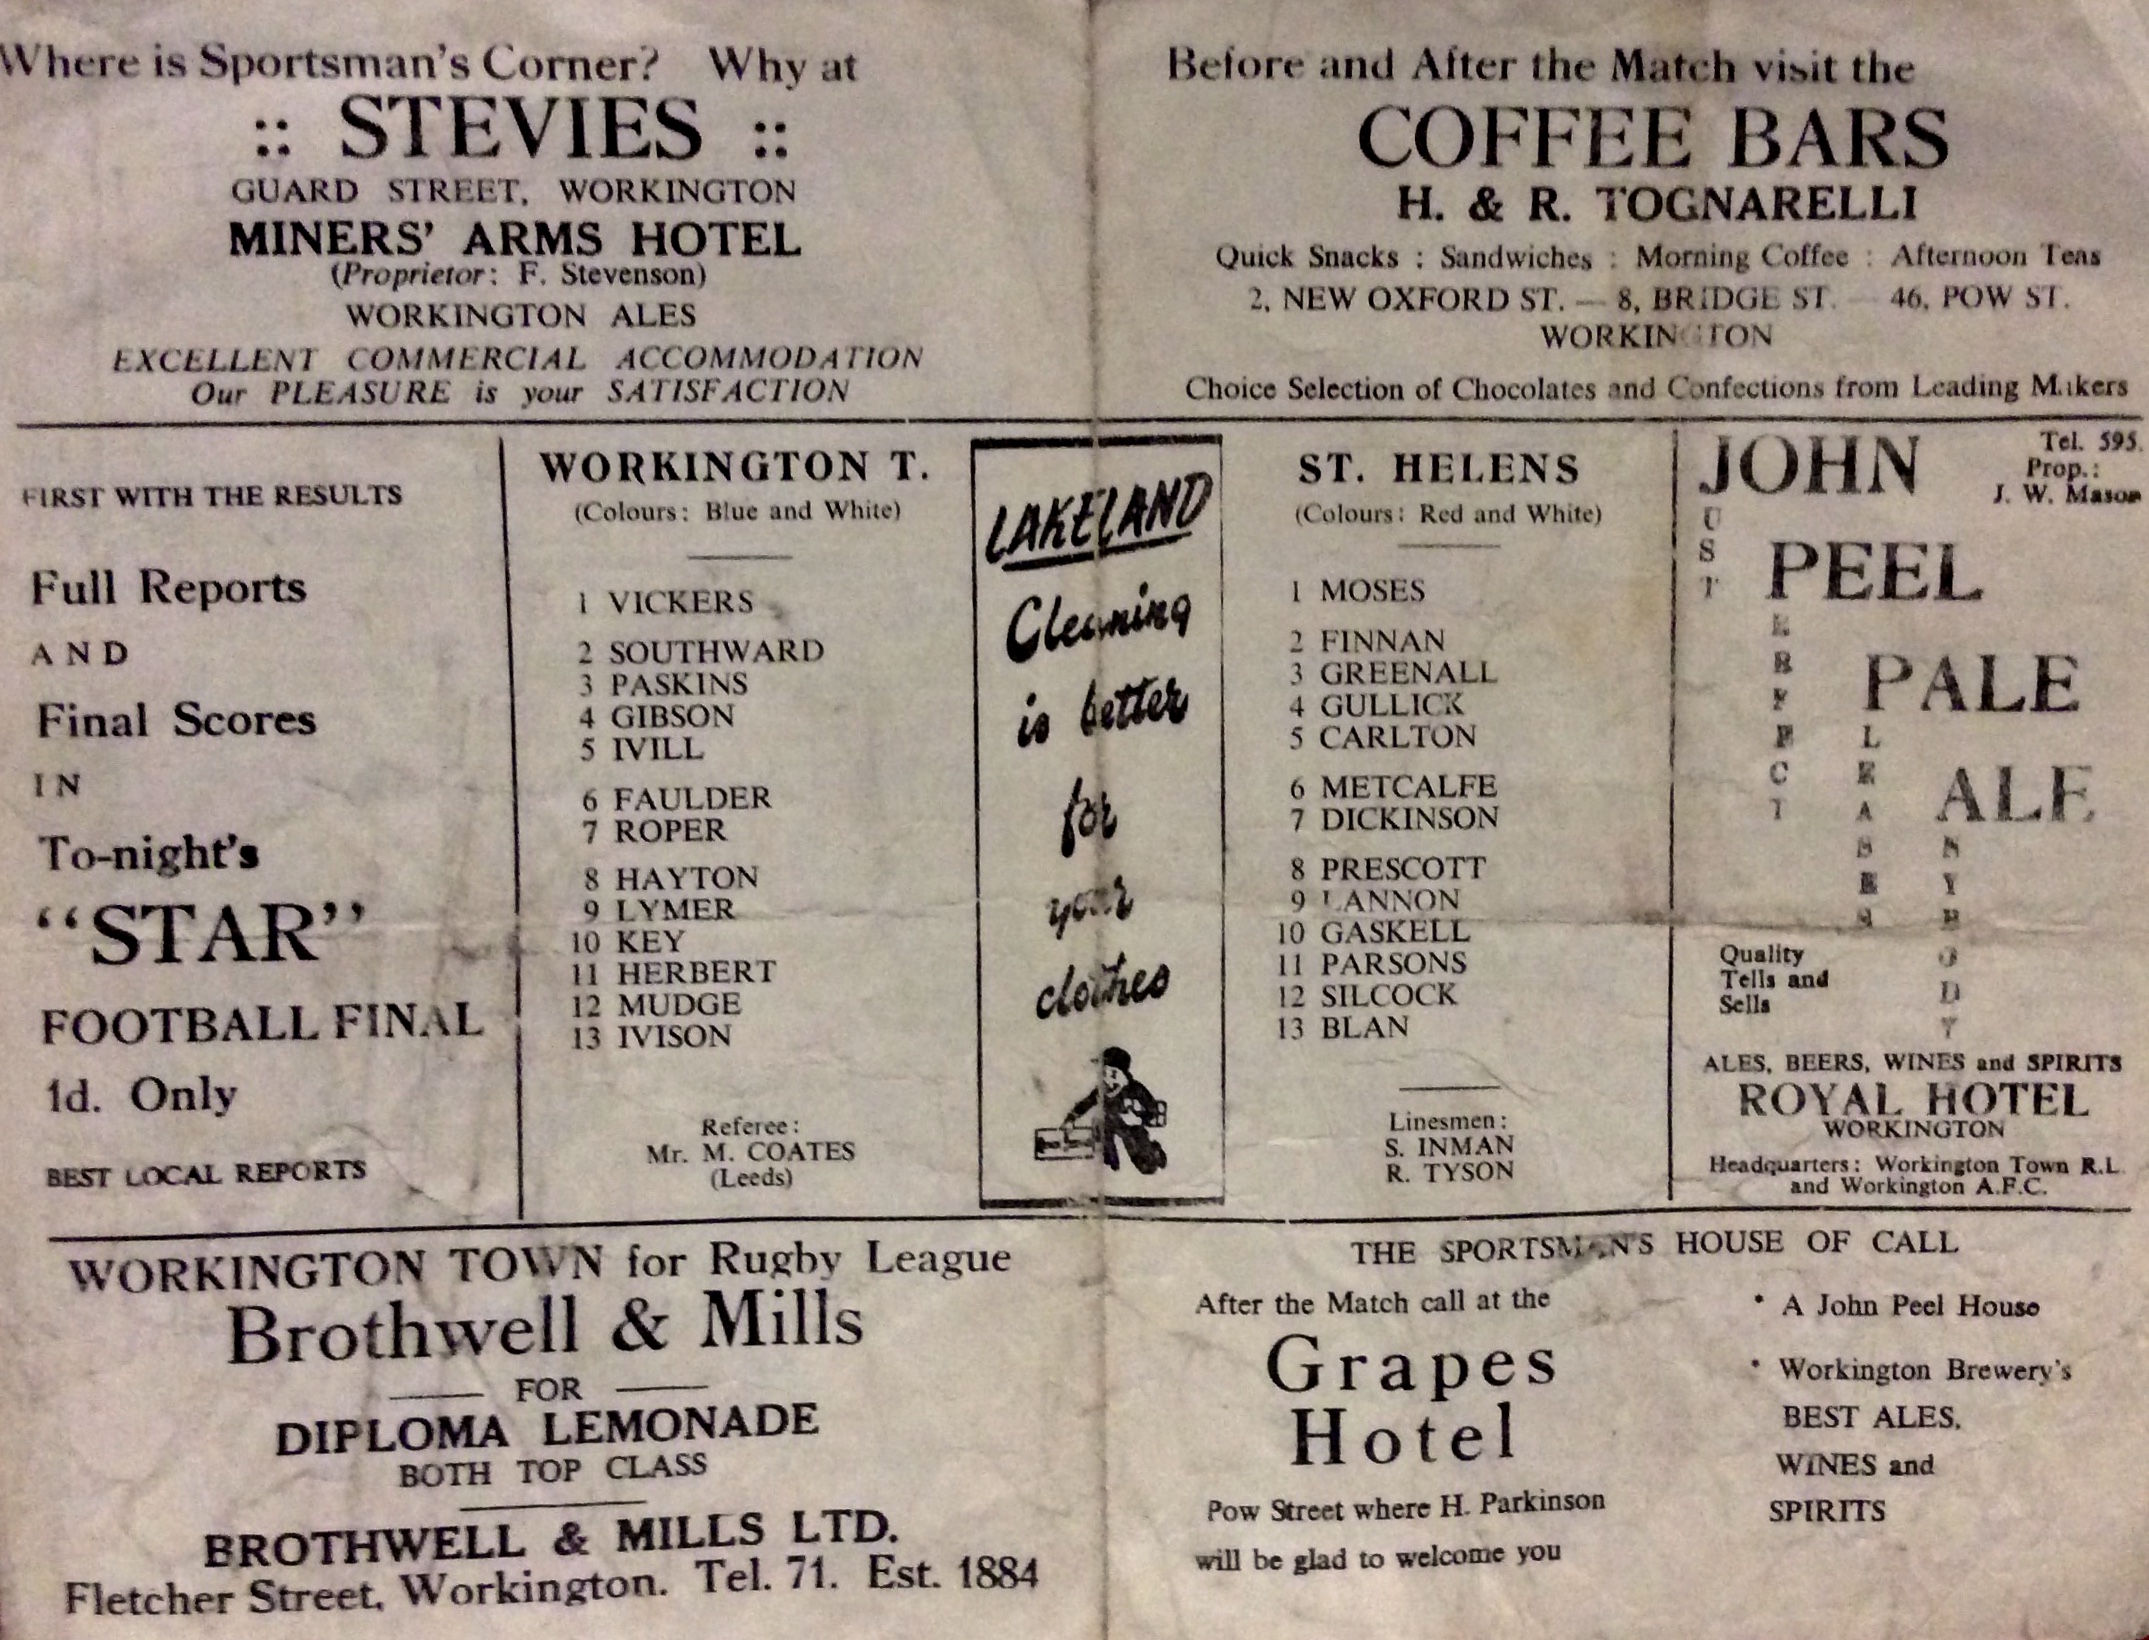 Where is Sportsman's Corner? Why at
:: STEVIES ::
GUARD STREET, WORKINGTON
MINERS' ARMS HOTEL
(Proprietor: F. Stevenson)
WORKINGTON ALES
EXCELLENT COMMERCIAL ACCOMMODATION
Our PLEASURE is your SATISFACTION
Before and After the Match visit the
COFFEE BARS
H. & R. TOGNARELLI
Quick Snacks : Sandwiches : Morning Coffee : Afternoon Teas
2, NEW OXFORD ST. — 8, BRIDGE ST. — 46, POW ST.
WORKINGTON
Choice Selection of Chocolates and Confections from Leading Makers
FIRST WITH THE RESULTS
Full Reports
AND
Final Scores
IN
To-night's
"STAR"
FOOTBALL FINAL
1d. Only
BEST LOCAL REPORTS
WORKINGTON T.
(Colours: Blue and White)
1 VICKERS
2 SOUTHWARD
3 PASKINS
4 GIBSON
5 IVILL
6 FAULDER
7 ROPER
8 HAYTON
9 LYMER
10 KEY
11 HERBERT
12 MUDGE
13 IVISON
Referee:
Mr. M. COATES
(Leeds)
LAKELAND
Cleaning
is better
for
your
clothes
ST. HELENS
(Colours: Red and White)
1 MOSES
2 FINNAN
3 GREENALL
4 GULLICK
5 CARLTON
6 METCALFE
7 DICKINSON
8 PRESCOTT
9 LANNON
10 GASKELL
11 PARSONS
12 SILCOCK
13 BLAN
Linesmen:
S. INMAN
R. TYSON
JOHN
Tel. 595.
Prop.:
J. W. Mason
JUST
PEEL
PERFECT
PALE
PLEASES
ALE
ANYBODY
Quality
Tells and
Sells
ALES, BEERS, WINES and SPIRITS
ROYAL HOTEL
WORKINGTON
Headquarters: Workington Town R.L.
and Workington A.F.C.
WORKINGTON TOWN for Rugby League
Brothwell & Mills
FOR
DIPLOMA LEMONADE
BOTH TOP CLASS
BROTHWELL & MILLS LTD.
Fletcher Street, Workington. Tel. 71. Est. 1884
THE SPORTSMAN'S HOUSE OF CALL
After the Match call at the
Grapes
Hotel
Pow Street where H. Parkinson
will be glad to welcome you
• A John Peel House
• Workington Brewery's
BEST ALES,
WINES and
SPIRITS